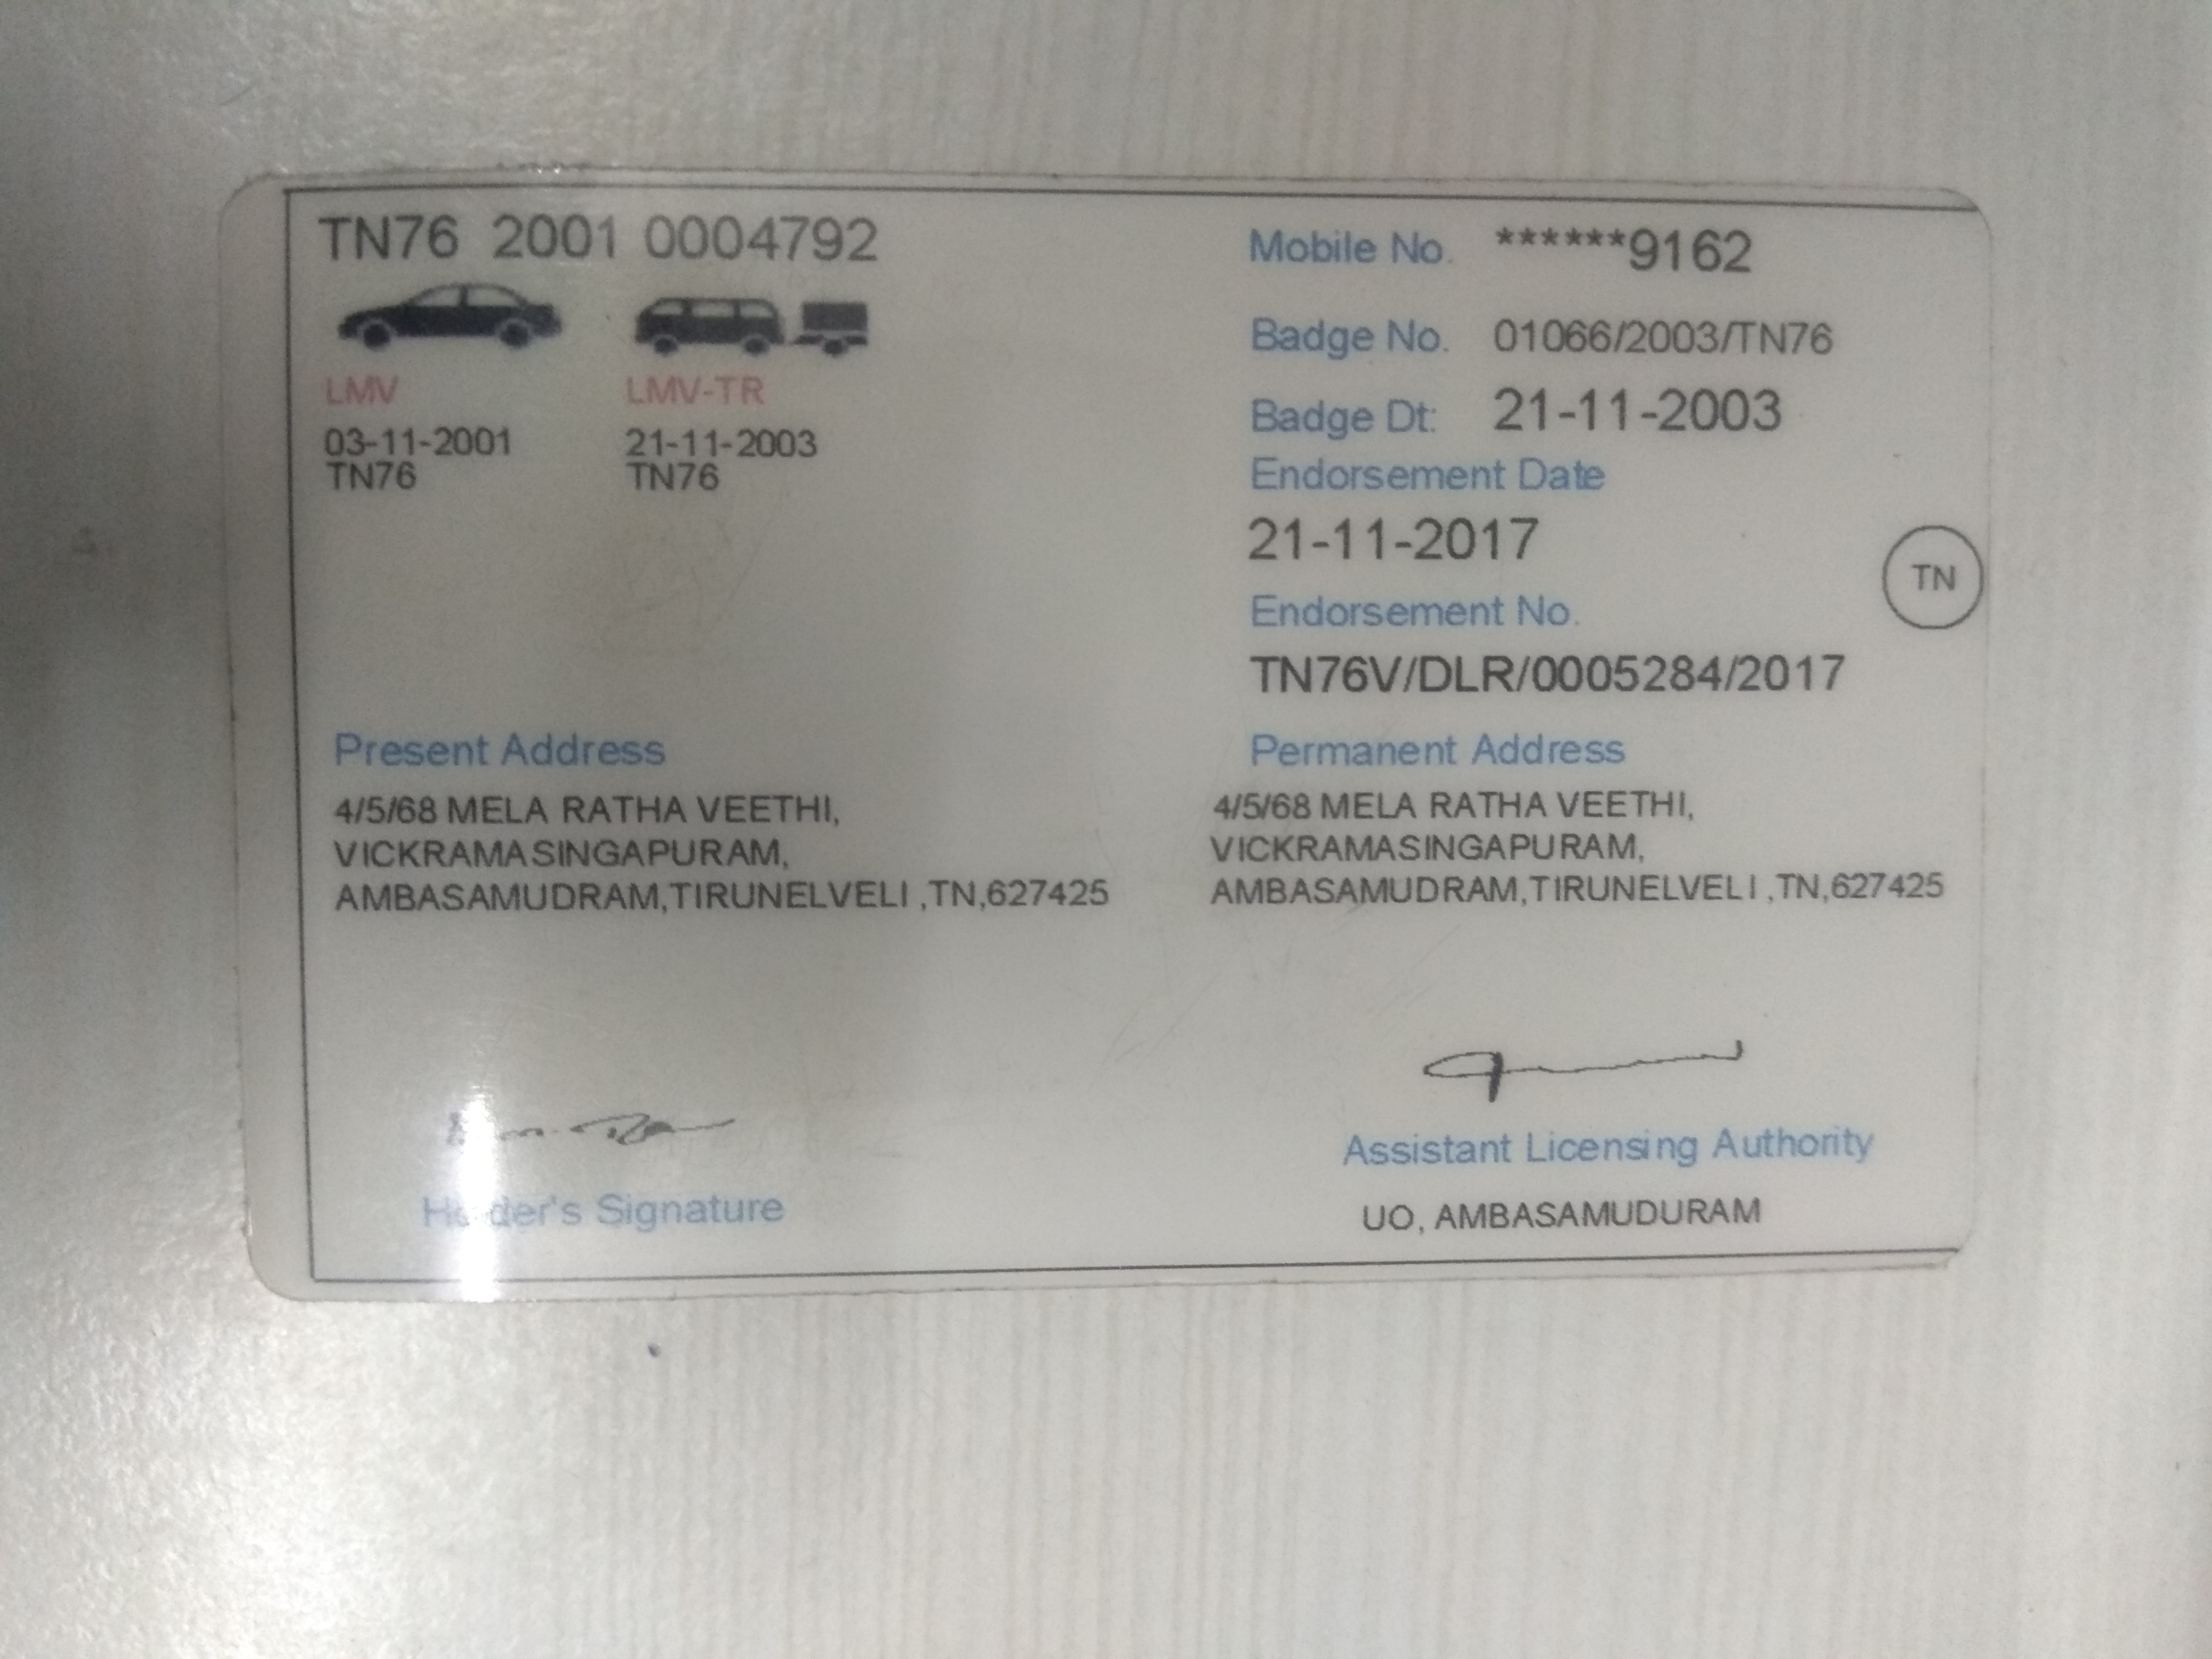 TN76 2001 0004792
LMV
03-11-2001
TN76
LMV-TR
21-11-2003
TN76
Mobile No. ******9162
Badge No. 01066/2003/TN76
Badge Dt: 21-11-2003
Endorsement Date
21-11-2017
Endorsement No.
TN76V/DLR/0005284/2017
TN
Present Address
4/5/68 MELA RATHA VEETHI,
VICKRAMASINGAPURAM,
AMBASAMUDRAM,TIRUNELVELI ,TN,627425
Permanent Address
4/5/68 MELA RATHA VEETHI,
VICKRAMASINGAPURAM,
AMBASAMUDRAM,TIRUNELVELI ,TN,627425
Holder's Signature
Assistant Licensing Authority
UO, AMBASAMUDURAM